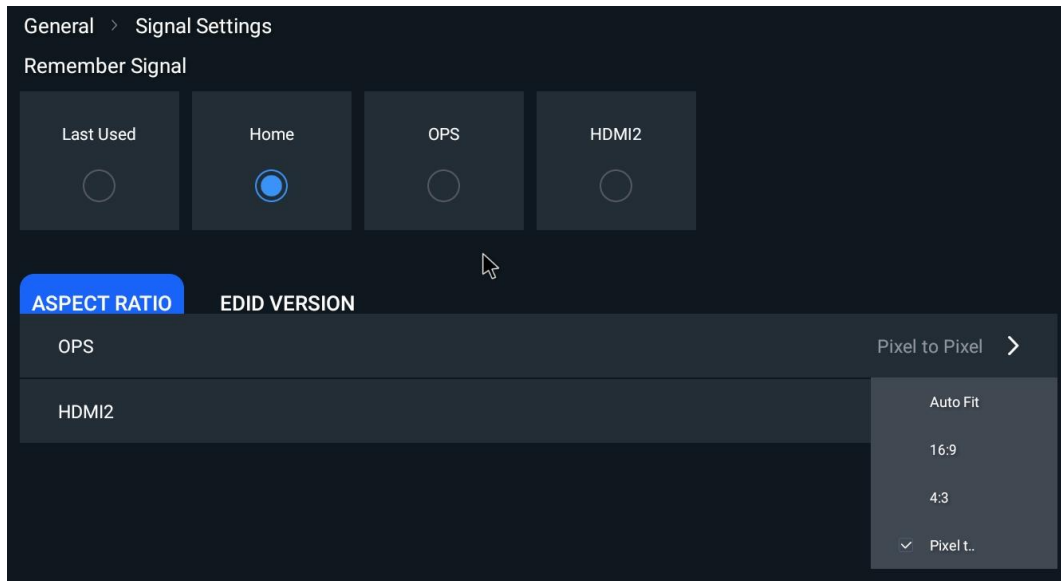 General > Signal Settings
Remember Signal
Last Used Home OPS HDMI2
ASPECT RATIO EDID VERSION
OPS Pixel to Pixel
HDMI2
Auto Fit
16:9
4:3
Pixel t..